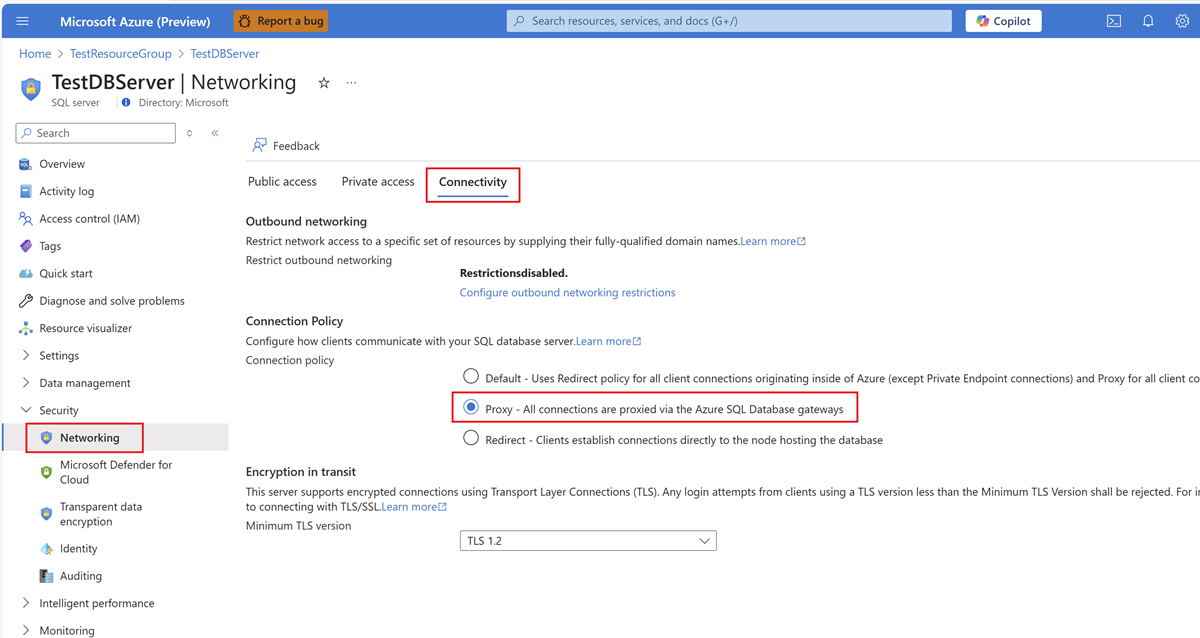 Microsoft Azure (Preview)
Report a bug
Search resources, services, and docs (G+/)
Copilot
Home > TestResourceGroup > TestDBServer
TestDBServer | Networking
SQL server
Directory: Microsoft
Search
Overview
Activity log
Access control (IAM)
Tags
Quick start
Diagnose and solve problems
Resource visualizer
Settings
Data management
Security
Networking
Microsoft Defender for
Cloud
Transparent data
encryption
Identity
Auditing
Intelligent performance
Monitoring
Feedback
Public access
Private access
Connectivity
Outbound networking
Restrict network access to a specific set of resources by supplying their fully-qualified domain names.Learn more
Restrict outbound networking
Restrictionsdisabled.
Configure outbound networking restrictions
Connection Policy
Configure how clients communicate with your SQL database server.Learn more
Connection policy
Default - Uses Redirect policy for all client connections originating inside of Azure (except Private Endpoint connections) and Proxy for all client co
Proxy - All connections are proxied via the Azure SQL Database gateways
Redirect - Clients establish connections directly to the node hosting the database
Encryption in transit
This server supports encrypted connections using Transport Layer Connections (TLS). Any login attempts from clients using a TLS version less than the Minimum TLS Version shall be rejected. For i
to connecting with TLS/SSL.Learn more
Minimum TLS version
TLS 1.2